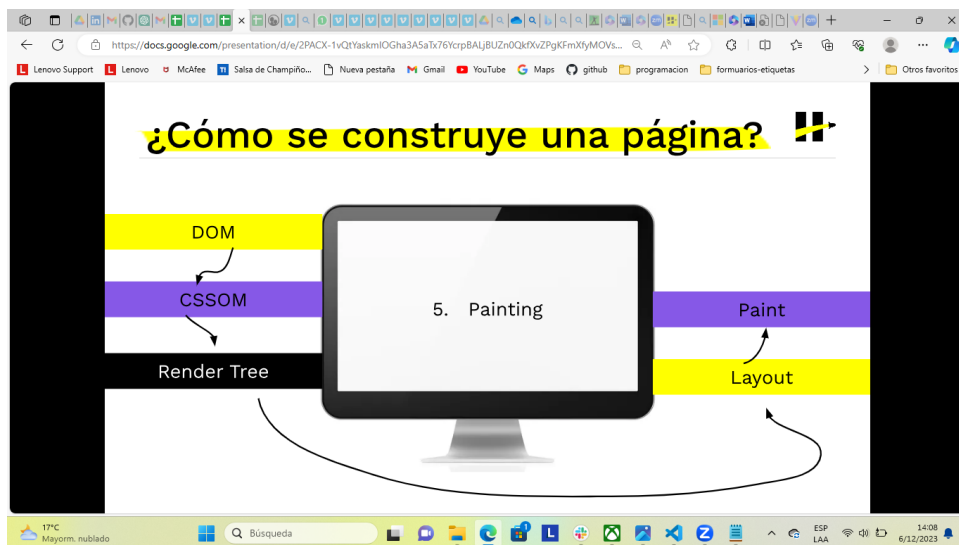 https://docs.google.com/presentation/d/e/2PACX-1vQtYaskmIOGha3A5aTx76YcrpBALjBUZn0QkfXvZPgKFmXfyMOVs...
Lenovo Support
Lenovo
McAfee
Salsa de Champiño...
Nueva pestaña
Gmail
YouTube
Maps
github
programacion
formuarios-etiquetas
Otros favoritos
¿Cómo se construye una página?
DOM
CSSOM
Render Tree
5. Painting
Paint
Layout
17°C
Mayorm. nublado
Búsqueda
ESP
LAA
14:08
6/12/2023